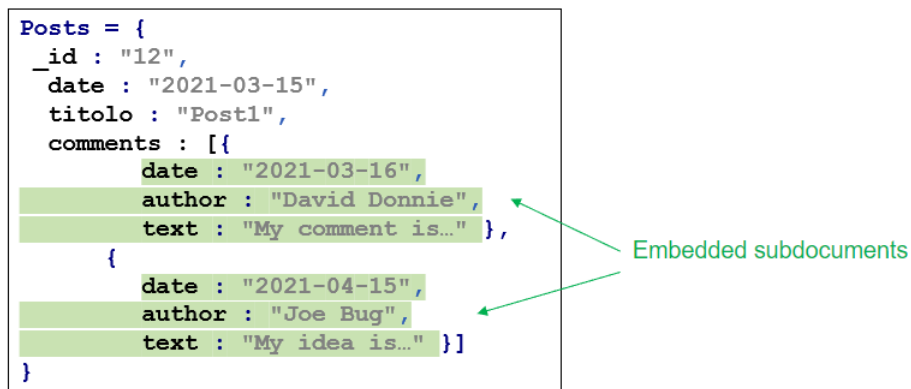 Posts = {
_id : "12",
date : "2021-03-15",
titolo : "Post1",
comments : [{
date : "2021-03-16",
author : "David Donnie",
text : "My comment is…" },
{
date : "2021-04-15",
author : "Joe Bug",
text : "My idea is…" }]
}
Embedded subdocuments